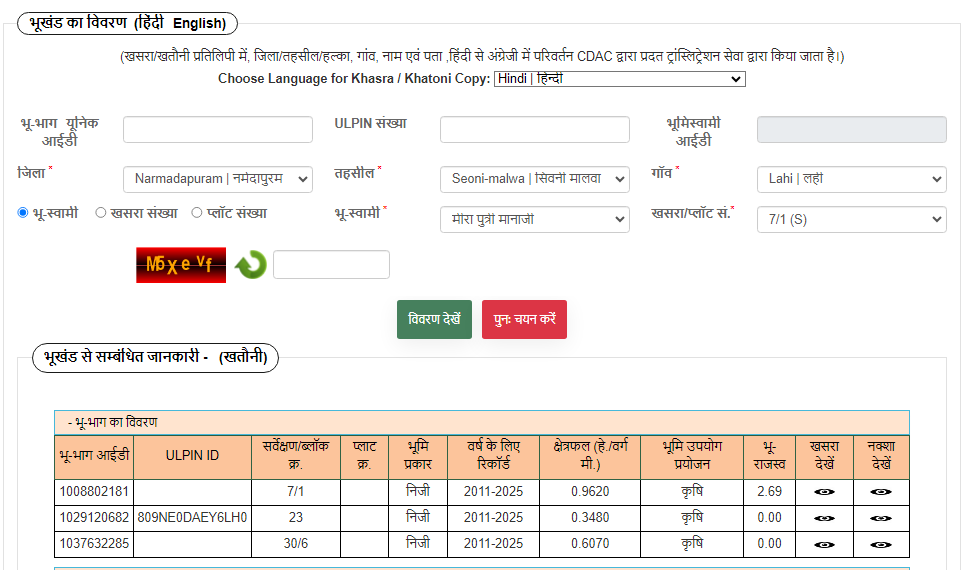 भूखंड का विवरण (हिंदी English)
(खसरा/खतौनी प्रतिलिपी में, जिला/तहसील/हल्का, गांव, नाम एवं पता ,हिंदी से अंग्रेजी में परिवर्तन CDAC द्वारा प्रदत ट्रांस्लिट्रेशन सेवा द्वारा किया जाता है।)
Choose Language for Khasra / Khatoni Copy: Hindi | हिन्दी
भू-भाग यूनिक आईडी ULPIN संख्या भूमिस्वामी आईडी
जिला * Narmadapuram | नर्मदापुरम तहसील * Seoni-malwa | सिवनी मालवा गॉव * Lahi | लही
भू-स्वामी खसरा संख्या प्लॉट संख्या भू-स्वामी * मीरा पुत्री मानाजी खसरा/प्लॉट सं.* 7/1 (S)
M5xeVf
विवरण देखें पुनः चयन करें
भूखंड से सम्बंधित जानकारी - (खतौनी)
- भू-भाग का विवरण
भू-भाग आईडी ULPIN ID सर्वेक्षण/ब्लॉक क्र. प्लाट क्र. भूमि प्रकार वर्ष के लिए रिकॉर्ड क्षेत्रफल (हे./वर्ग मी.) भूमि उपयोग प्रयोजन भू-राजस्व खसरा देखें नक्शा देखें
1008802181 7/1 निजी 2011-2025 0.9620 कृषि 2.69
1029120682 809NE0DAEY6LH0 23 निजी 2011-2025 0.3480 कृषि 0.00
1037632285 30/6 निजी 2011-2025 0.6070 कृषि 0.00